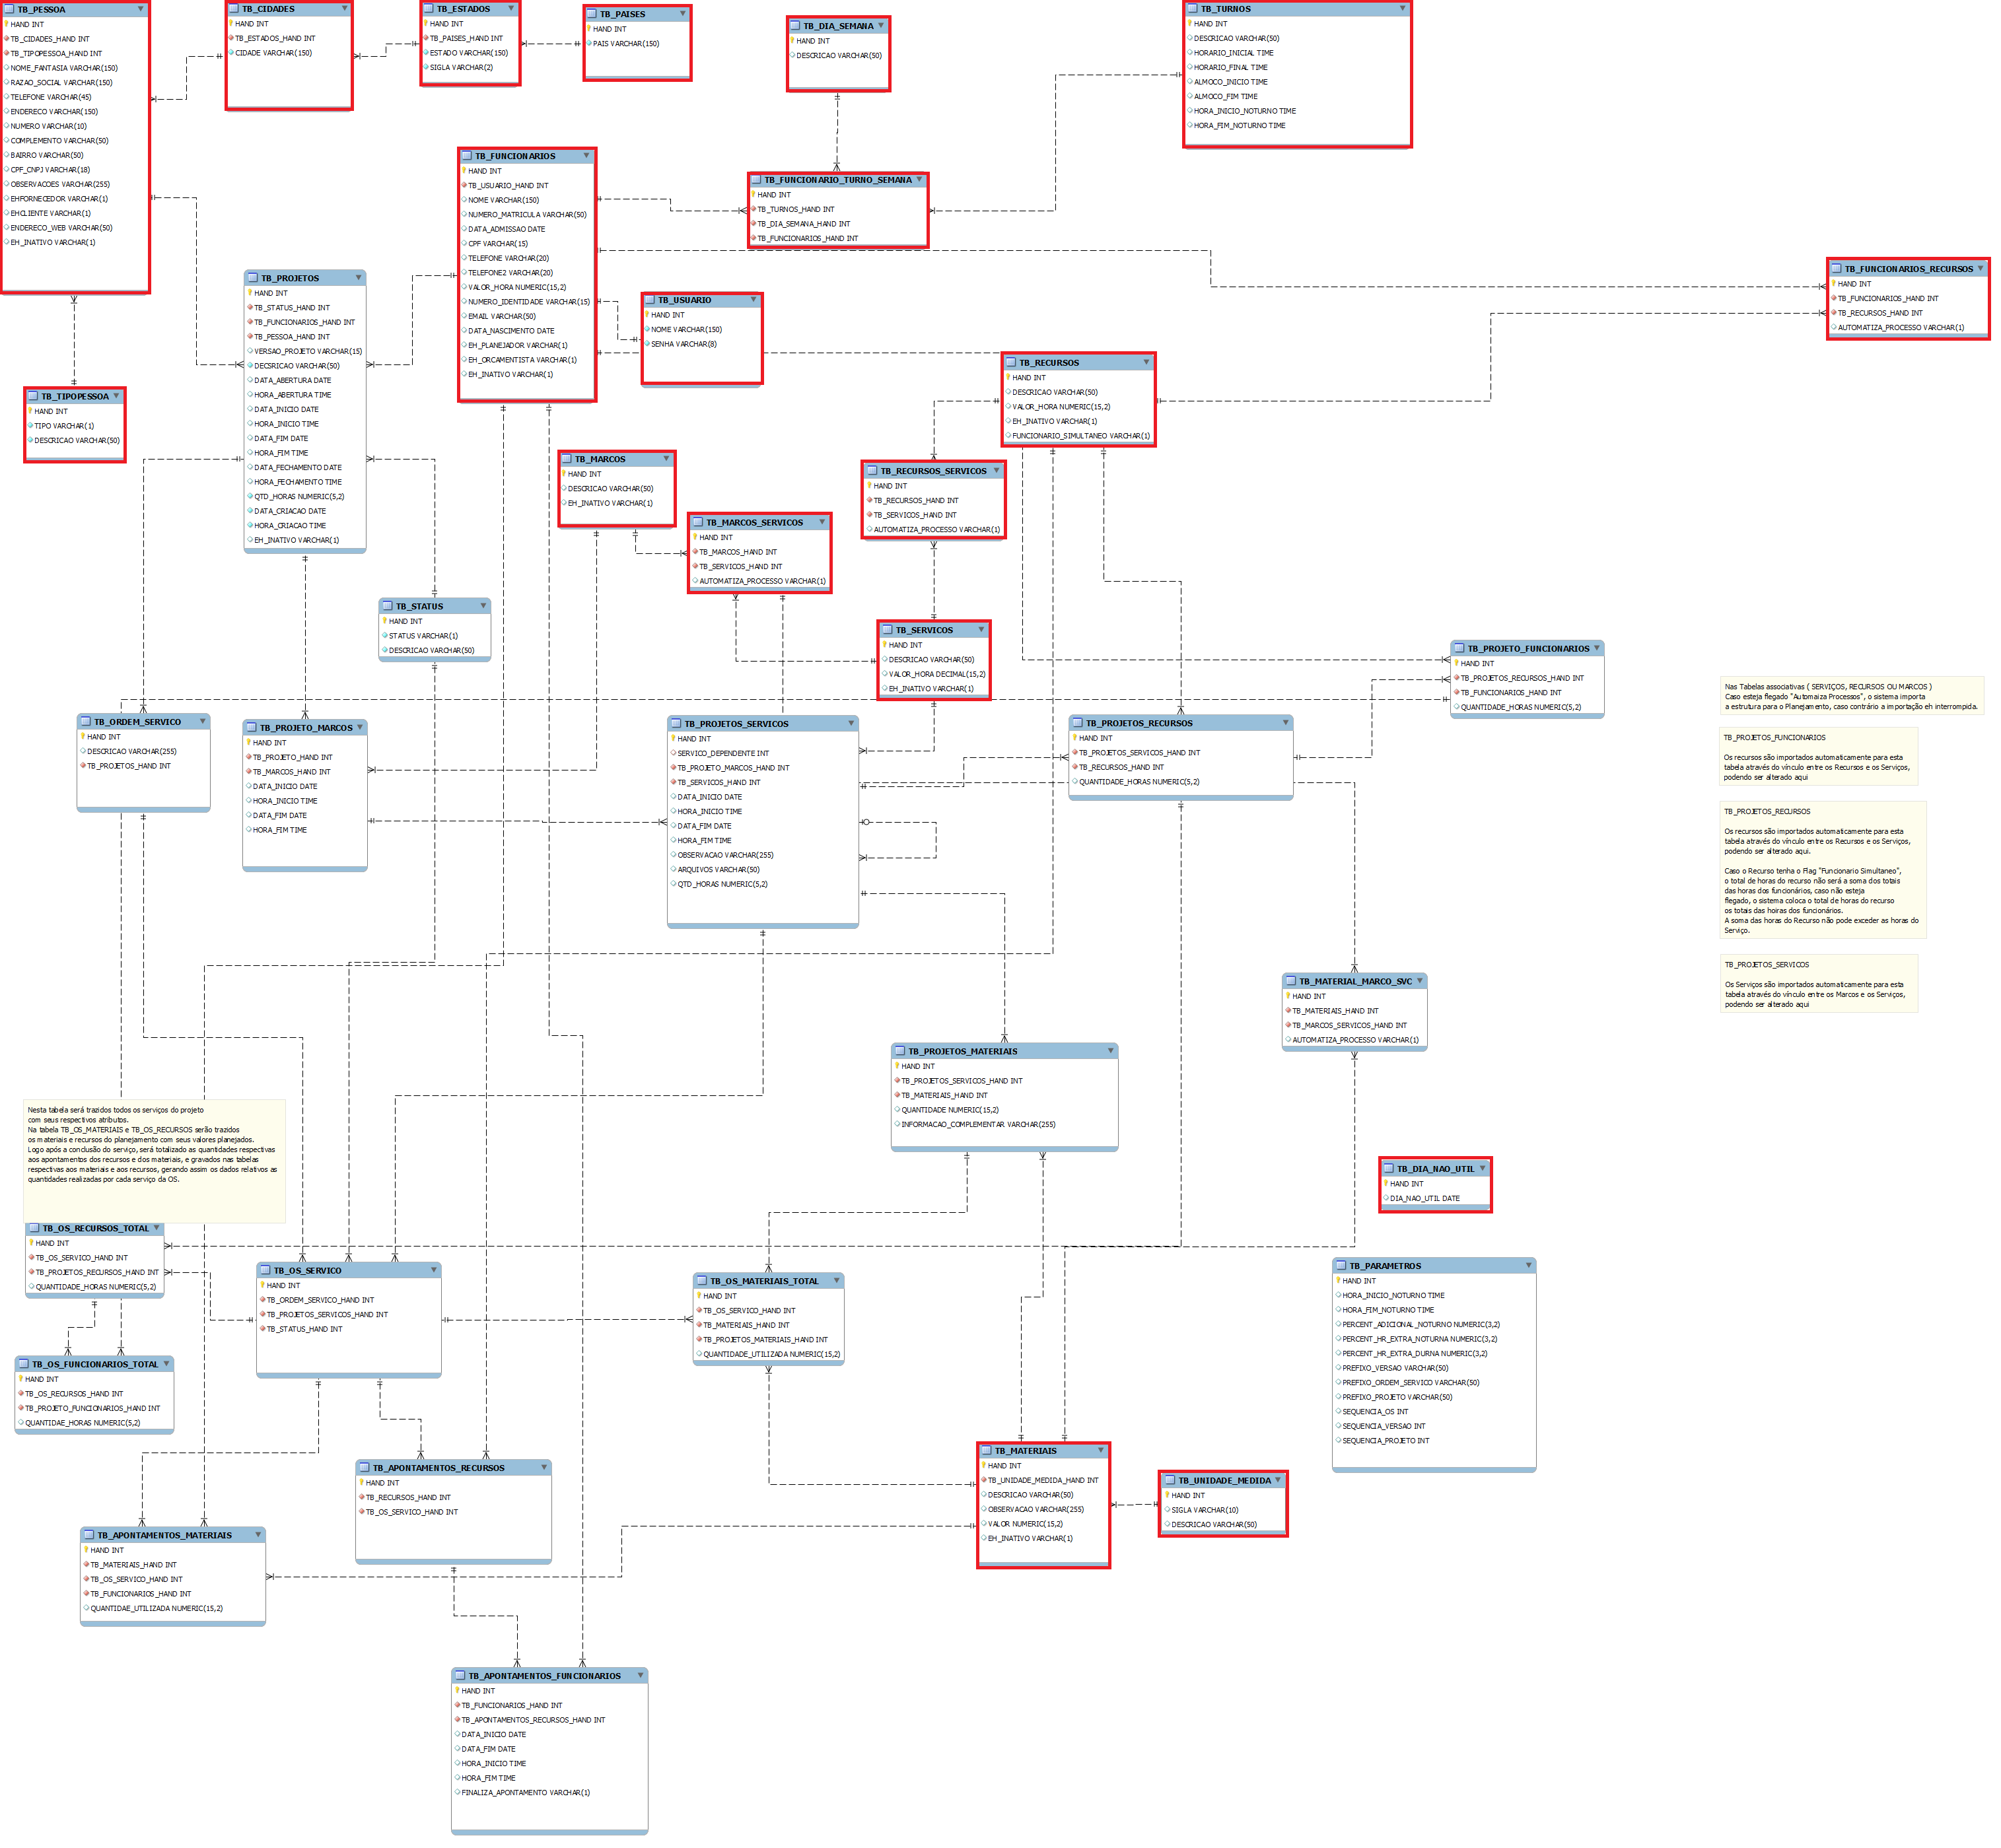 TB_PESSOA
HAND INT
TB_CIDADES_HAND INT
TB_TIPOPESSOA_HAND INT
NOME_FANTASIA VARCHAR(150)
RAZAO_SOCIAL VARCHAR(150)
TELEFONE VARCHAR(45)
ENDERECO VARCHAR(150)
NUMERO VARCHAR(10)
COMPLEMENTO VARCHAR(50)
BAIRRO VARCHAR(50)
CPF_CNPJ VARCHAR(18)
OBSERVACOES VARCHAR(255)
EHFORNECEDOR VARCHAR(1)
EHCLIENTE VARCHAR(1)
ENDERECO_WEB VARCHAR(50)
EH_INATIVO VARCHAR(1)
TB_CIDADES
HAND INT
TB_ESTADOS_HAND INT
CIDADE VARCHAR(150)
TB_ESTADOS
HAND INT
TB_PAISES_HAND INT
ESTADO VARCHAR(150)
SIGLA VARCHAR(2)
TB_PAISES
HAND INT
PAIS VARCHAR(150)
TB_DIA_SEMANA
HAND INT
DESCRICAO VARCHAR(50)
TB_TURNOS
HAND INT
DESCRICAO VARCHAR(50)
HORARIO_INICIAL TIME
HORARIO_FINAL TIME
ALMOCO_INICIO TIME
ALMOCO_FIM TIME
HORA_INICIO_NOTURNO TIME
HORA_FIM_NOTURNO TIME
TB_FUNCIONARIOS
HAND INT
TB_USUARIO_HAND INT
NOME VARCHAR(150)
NUMERO_MATRICULA VARCHAR(50)
DATA_ADMISSAO DATE
CPF VARCHAR(15)
TELEFONE VARCHAR(20)
TELEFONE2 VARCHAR(20)
VALOR_HORA NUMERIC(15,2)
NUMERO_IDENTIDADE VARCHAR(15)
EMAIL VARCHAR(50)
DATA_NASCIMENTO DATE
EH_PLANEJADOR VARCHAR(1)
EH_ORCAMENTISTA VARCHAR(1)
EH_INATIVO VARCHAR(1)
TB_FUNCIONARIO_TURNO_SEMANA
HAND INT
TB_TURNOS_HAND INT
TB_DIA_SEMANA_HAND INT
TB_FUNCIONARIOS_HAND INT
TB_FUNCIONARIOS_RECURSOS
HAND INT
TB_FUNCIONARIOS_HAND INT
TB_RECURSOS_HAND INT
AUTOMATIZA_PROCESSO VARCHAR(1)
TB_PROJETOS
HAND INT
TB_STATUS_HAND INT
TB_FUNCIONARIOS_HAND INT
TB_PESSOA_HAND INT
VERSAO_PROJETO VARCHAR(15)
DECSRICAO VARCHAR(50)
DATA_ABERTURA DATE
HORA_ABERTURA TIME
DATA_INICIO DATE
HORA_INICIO TIME
DATA_FIM DATE
HORA_FIM TIME
DATA_FECHAMENTO DATE
HORA_FECHAMENTO TIME
QTD_HORAS NUMERIC(5,2)
DATA_CRIACAO DATE
HORA_CRIACAO TIME
EH_INATIVO VARCHAR(1)
TB_USUARIO
HAND INT
NOME VARCHAR(150)
SENHA VARCHAR(8)
TB_RECURSOS
HAND INT
DESCRICAO VARCHAR(50)
VALOR_HORA NUMERIC(15,2)
EH_INATIVO VARCHAR(1)
FUNCIONARIO_SIMULTANEO VARCHAR(1)
TB_TIPOPESSOA
HAND INT
TIPO VARCHAR(1)
DESCRICAO VARCHAR(50)
TB_MARCOS
HAND INT
DESCRICAO VARCHAR(50)
EH_INATIVO VARCHAR(1)
TB_RECURSOS_SERVICOS
HAND INT
TB_RECURSOS_HAND INT
TB_SERVICOS_HAND INT
AUTOMATIZA_PROCESSO VARCHAR(1)
TB_MARCOS_SERVICOS
HAND INT
TB_MARCOS_HAND INT
TB_SERVICOS_HAND INT
AUTOMATIZA_PROCESSO VARCHAR(1)
TB_STATUS
HAND INT
STATUS VARCHAR(1)
DESCRICAO VARCHAR(50)
TB_SERVICOS
HAND INT
DESCRICAO VARCHAR(50)
VALOR_HORA DECIMAL(15,2)
EH_INATIVO VARCHAR(1)
TB_PROJETO_FUNCIONARIOS
HAND INT
TB_PROJETOS_RECURSOS_HAND INT
TB_FUNCIONARIOS_HAND INT
QUANTIDADE_HORAS NUMERIC(5,2)
Nas Tabelas associativas ( SERVIÇOS, RECURSOS OU MARCOS )
Caso esteja flegado "Automaiza Processos", o sistema importa
a estrutura para o Planejamento, caso contrário a importação eh interrompida.
TB_PROJETOS_FUNCIONARIOS
Os recursos são importados automaticamente para esta
tabela através do vínculo entre os Recursos e os Serviços,
podendo ser alterado aqui
TB_PROJETOS_RECURSOS
Os recursos são importados automaticamente para esta
tabela através do vínculo entre os Recursos e os Serviços,
podendo ser alterado aqui.
Caso o Recurso tenha o Flag "Funcionario Simultaneo",
o total de horas do recurso não será a soma dos totais
das horas dos funcionários, caso não esteja
flegado, o sistema coloca o total de horas do recurso
os totais das hoiras dos funcionários.
A soma das horas do Recurso não pode exceder as horas do
Serviço.
TB_PROJETOS_SERVICOS
Os Serviços são importados automaticamente para esta
tabela através do vínculo entre os Marcos e os Serviços,
podendo ser alterado aqui
TB_ORDEM_SERVICO
HAND INT
DESCRICAO VARCHAR(255)
TB_PROJETOS_HAND INT
TB_PROJETO_MARCOS
HAND INT
TB_PROJETO_HAND INT
TB_MARCOS_HAND INT
DATA_INICIO DATE
HORA_INICIO TIME
DATA_FIM DATE
HORA_FIM TIME
TB_PROJETOS_SERVICOS
HAND INT
SERVICO_DEPENDENTE INT
TB_PROJETO_MARCOS_HAND INT
TB_SERVICOS_HAND INT
DATA_INICIO DATE
HORA_INICIO TIME
DATA_FIM DATE
HORA_FIM TIME
OBSERVACAO VARCHAR(255)
ARQUIVOS VARCHAR(50)
QTD_HORAS NUMERIC(5,2)
TB_PROJETOS_RECURSOS
HAND INT
TB_PROJETOS_SERVICOS_HAND INT
TB_RECURSOS_HAND INT
QUANTIDADE_HORAS NUMERIC(5,2)
TB_MATERIAL_MARCO_SVC
HAND INT
TB_MATERIAIS_HAND INT
TB_MARCOS_SERVICOS_HAND INT
AUTOMATIZA_PROCESSO VARCHAR(1)
TB_PROJETOS_MATERIAIS
HAND INT
TB_PROJETOS_SERVICOS_HAND INT
TB_MATERIAIS_HAND INT
QUANTIDADE NUMERIC(15,2)
INFORMACAO_COMPLEMENTAR VARCHAR(255)
Nesta tabela será trazidos todos os serviços do projeto
com seus respectivos atributos.
Na tabela TB_OS_MATERIAIS e TB_OS_RECURSOS serão trazidos
os materiais e recursos do planejamento com seus valores planejados.
Logo após a conclusão do serviço, será totalizado as quantidades respectivas
aos apontamentos dos recursos e dos materiais, e gravados nas tabelas
respectivas aos materiais e aos recursos, gerando assim os dados relativos as
quantidades realizadas por cada serviço da OS.
TB_DIA_NAO_UTIL
HAND INT
DIA_NAO_UTIL DATE
TB_OS_RECURSOS_TOTAL
HAND INT
TB_OS_SERVICO_HAND INT
TB_PROJETOS_RECURSOS_HAND INT
QUANTIDADE_HORAS NUMERIC(5,2)
TB_OS_SERVICO
HAND INT
TB_ORDEM_SERVICO_HAND INT
TB_PROJETOS_SERVICOS_HAND INT
TB_STATUS_HAND INT
TB_OS_MATERIAIS_TOTAL
HAND INT
TB_OS_SERVICO_HAND INT
TB_MATERIAIS_HAND INT
TB_PROJETOS_MATERIAIS_HAND INT
QUANTIDADE_UTILIZADA NUMERIC(15,2)
TB_PARAMETROS
HAND INT
HORA_INICIO_NOTURNO TIME
HORA_FIM_NOTURNO TIME
PERCENT_ADICIONAL_NOTURNO NUMERIC(3,2)
PERCENT_HR_EXTRA_NOTURNA NUMERIC(3,2)
PERCENT_HR_EXTRA_DURNA NUMERIC(3,2)
PREFIXO_VERSAO VARCHAR(50)
PREFIXO_ORDEM_SERVICO VARCHAR(50)
PREFIXO_PROJETO VARCHAR(50)
SEQUENCIA_OS INT
SEQUENCIA_VERSAO INT
SEQUENCIA_PROJETO INT
TB_OS_FUNCIONARIOS_TOTAL
HAND INT
TB_OS_RECURSOS_HAND INT
TB_PROJETO_FUNCIONARIOS_HAND INT
QUANTIDAE_HORAS NUMERIC(5,2)
TB_APONTAMENTOS_RECURSOS
HAND INT
TB_RECURSOS_HAND INT
TB_OS_SERVICO_HAND INT
TB_MATERIAIS
HAND INT
TB_UNIDADE_MEDIDA_HAND INT
DESCRICAO VARCHAR(50)
OBSERVACAO VARCHAR(255)
VALOR NUMERIC(15,2)
EH_INATIVO VARCHAR(1)
TB_UNIDADE_MEDIDA
HAND INT
SIGLA VARCHAR(10)
DESCRICAO VARCHAR(50)
TB_APONTAMENTOS_MATERIAIS
HAND INT
TB_MATERIAIS_HAND INT
TB_OS_SERVICO_HAND INT
TB_FUNCIONARIOS_HAND INT
QUANTIDAE_UTILIZADA NUMERIC(15,2)
TB_APONTAMENTOS_FUNCIONARIOS
HAND INT
TB_FUNCIONARIOS_HAND INT
TB_APONTAMENTOS_RECURSOS_HAND INT
DATA_INICIO DATE
DATA_FIM DATE
HORA_INICIO TIME
HORA_FIM TIME
FINALIZA_APONTAMENTO VARCHAR(1)